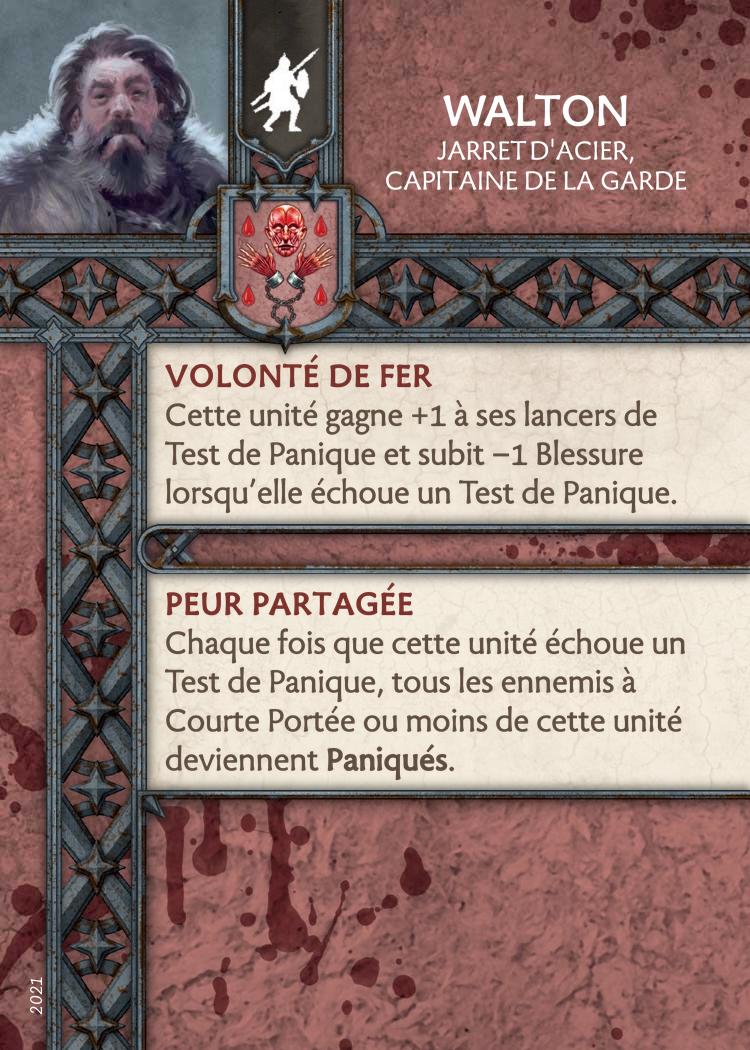 WALTON
JARRET D'ACIER,
CAPITAINE DE LA GARDE
VOLONTÉ DE FER
Cette unité gagne +1 à ses lancers de
Test de Panique et subit −1 Blessure
lorsqu'elle échoue un Test de Panique.
PEUR PARTAGÉE
Chaque fois que cette unité échoue un
Test de Panique, tous les ennemis à
Courte Portée ou moins de cette unité
deviennent Paniqués.
2021